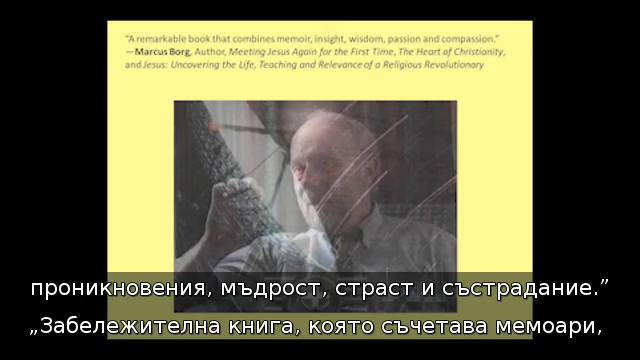 “A remarkable book that combines memoir, insight, wisdom, passion and compassion.”
—Marcus Borg, Author, Meeting Jesus Again for the First Time, The Heart of Christianity,
and Jesus: Uncovering the Life, Teaching and Relevance of a Religious Revolutionary
проникновения, мъдрост, страст и състрадание.”
„Забележителна книга, която съчетава мемоари,